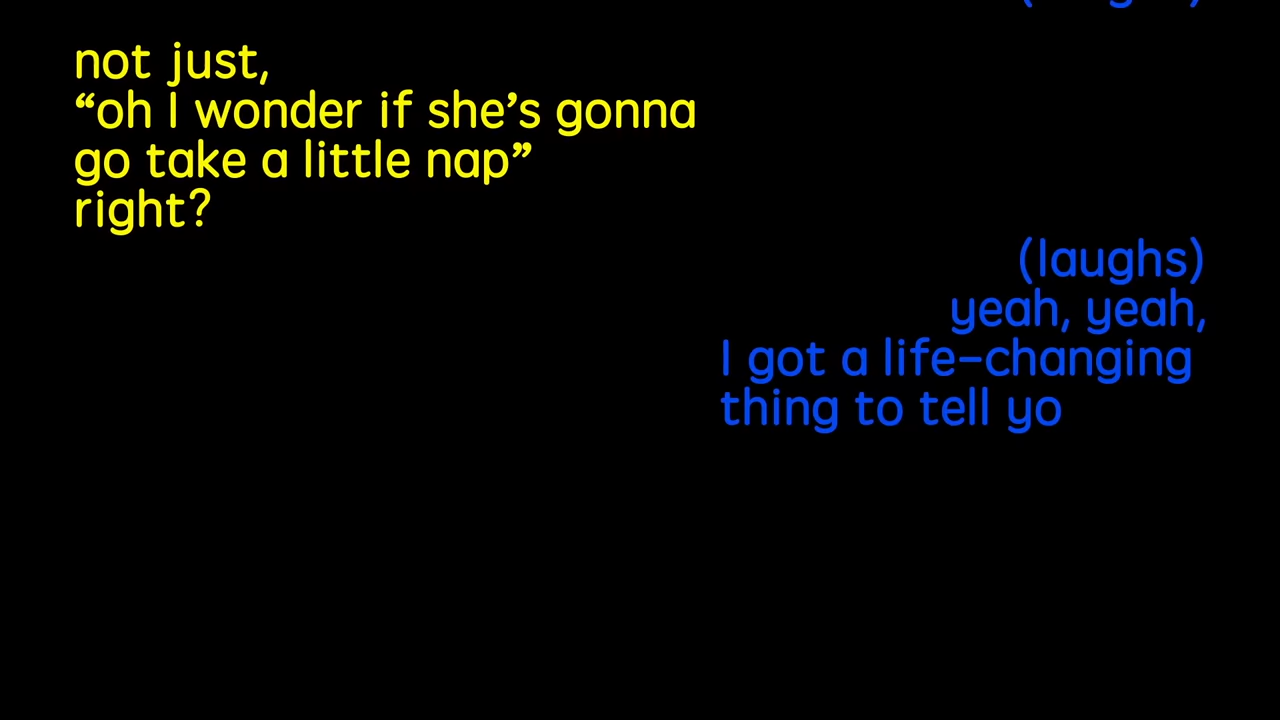 not just,
“oh I wonder if she’s gonna
go take a little nap”
right?
(laughs)
yeah, yeah,
I got a life-changing
thing to tell yo